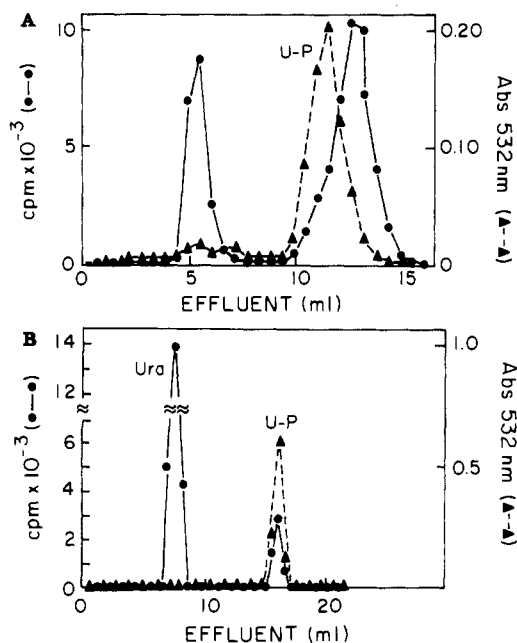 A
10
5
0
cpm x 10⁻³ (●—●)
U-P
0.20
0.10
0
Abs 532 nm (▲--▲)
0
5
10
15
EFFLUENT (ml)
B
14
12
6
4
2
0
cpm x 10⁻³ (●—●)
Ura
U-P
1.0
0.5
0
Abs 532 nm (▲--▲)
0
10
20
EFFLUENT (ml)